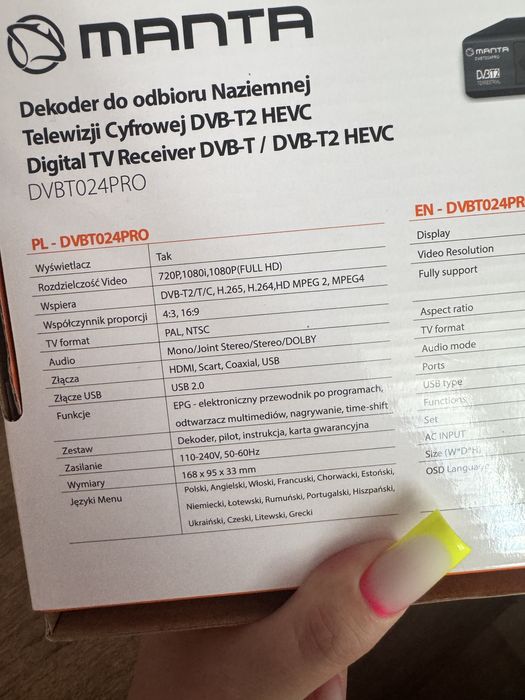 MANTA
Dekoder do odbioru Naziemnej
Telewizji Cyfrowej DVB-T2 HEVC
Digital TV Receiver DVB-T / DVB-T2 HEVC
DVBT024PRO
MANTA
DVBT024PRO
DVB T2
TERRESTRIAL
PL - DVBT024PRO
Wyświetlacz Tak
Rozdzielczość Video 720P,1080i,1080P(FULL HD)
Wspiera DVB-T2/T/C, H.265, H.264,HD MPEG 2, MPEG4
Współczynnik proporcji 4:3, 16:9
TV format PAL, NTSC
Audio Mono/Joint Stereo/Stereo/DOLBY
Złącza HDMI, Scart, Coaxial, USB
Złącze USB USB 2.0
Funkcje EPG - elektroniczny przewodnik po programach,
odtwarzacz multimediów, nagrywanie, time-shift
Zestaw Dekoder, pilot, instrukcja, karta gwarancyjna
Zasilanie 110-240V, 50-60Hz
Wymiary 168 x 95 x 33 mm
Języki Menu Polski, Angielski, Włoski, Francuski, Chorwacki, Estoński,
Niemiecki, Łotewski, Rumuński, Portugalski, Hiszpański,
Ukraiński, Czeski, Litewski, Grecki
EN - DVBT024PR
Display
Video Resolution
Fully support
Aspect ratio
TV format
Audio mode
Ports
USB type
Functions
Set
AC INPUT
Size (W*D*H)
OSD Language